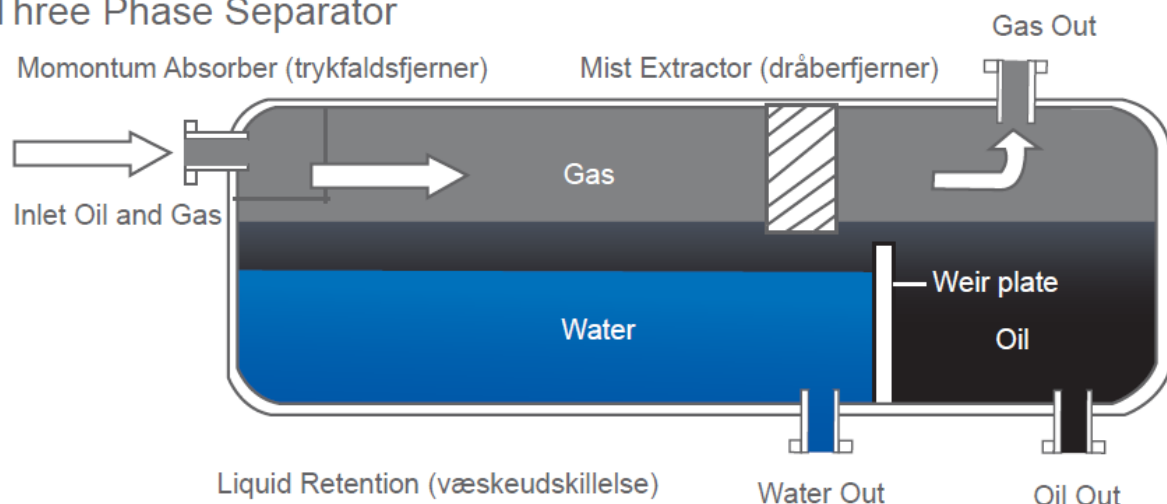 Three Phase Separator
Gas Out
Momontum Absorber (trykfaldsfjerner)
Mist Extractor (dråberfjerner)
Gas
Inlet Oil and Gas
Weir plate
Water
Oil
Liquid Retention (væskeudskillelse)
Water Out
Oil Out